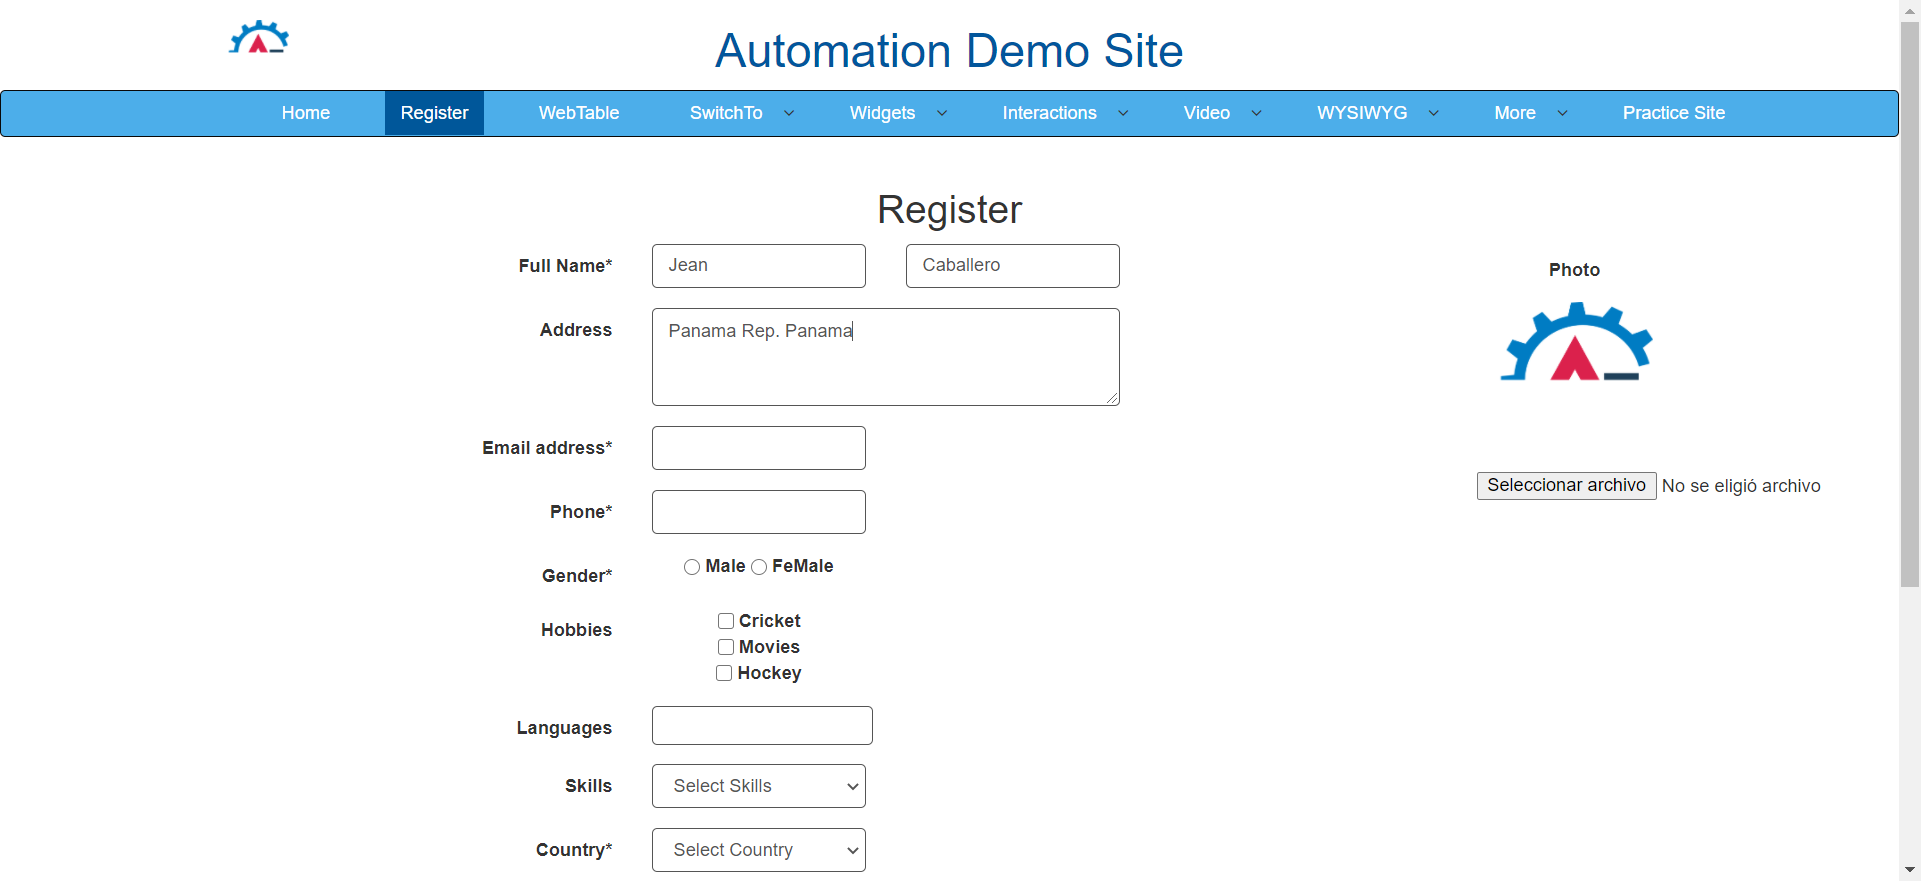 Automation Demo Site
Home Register WebTable SwitchTo Widgets Interactions Video WYSIWYG More Practice Site
Register
Full Name* Jean Caballero
Photo
Address Panama Rep. Panama
Email address*
Seleccionar archivo No se eligió archivo
Phone*
Gender* Male FeMale
Hobbies Cricket
Movies
Hockey
Languages
Skills Select Skills
Country* Select Country